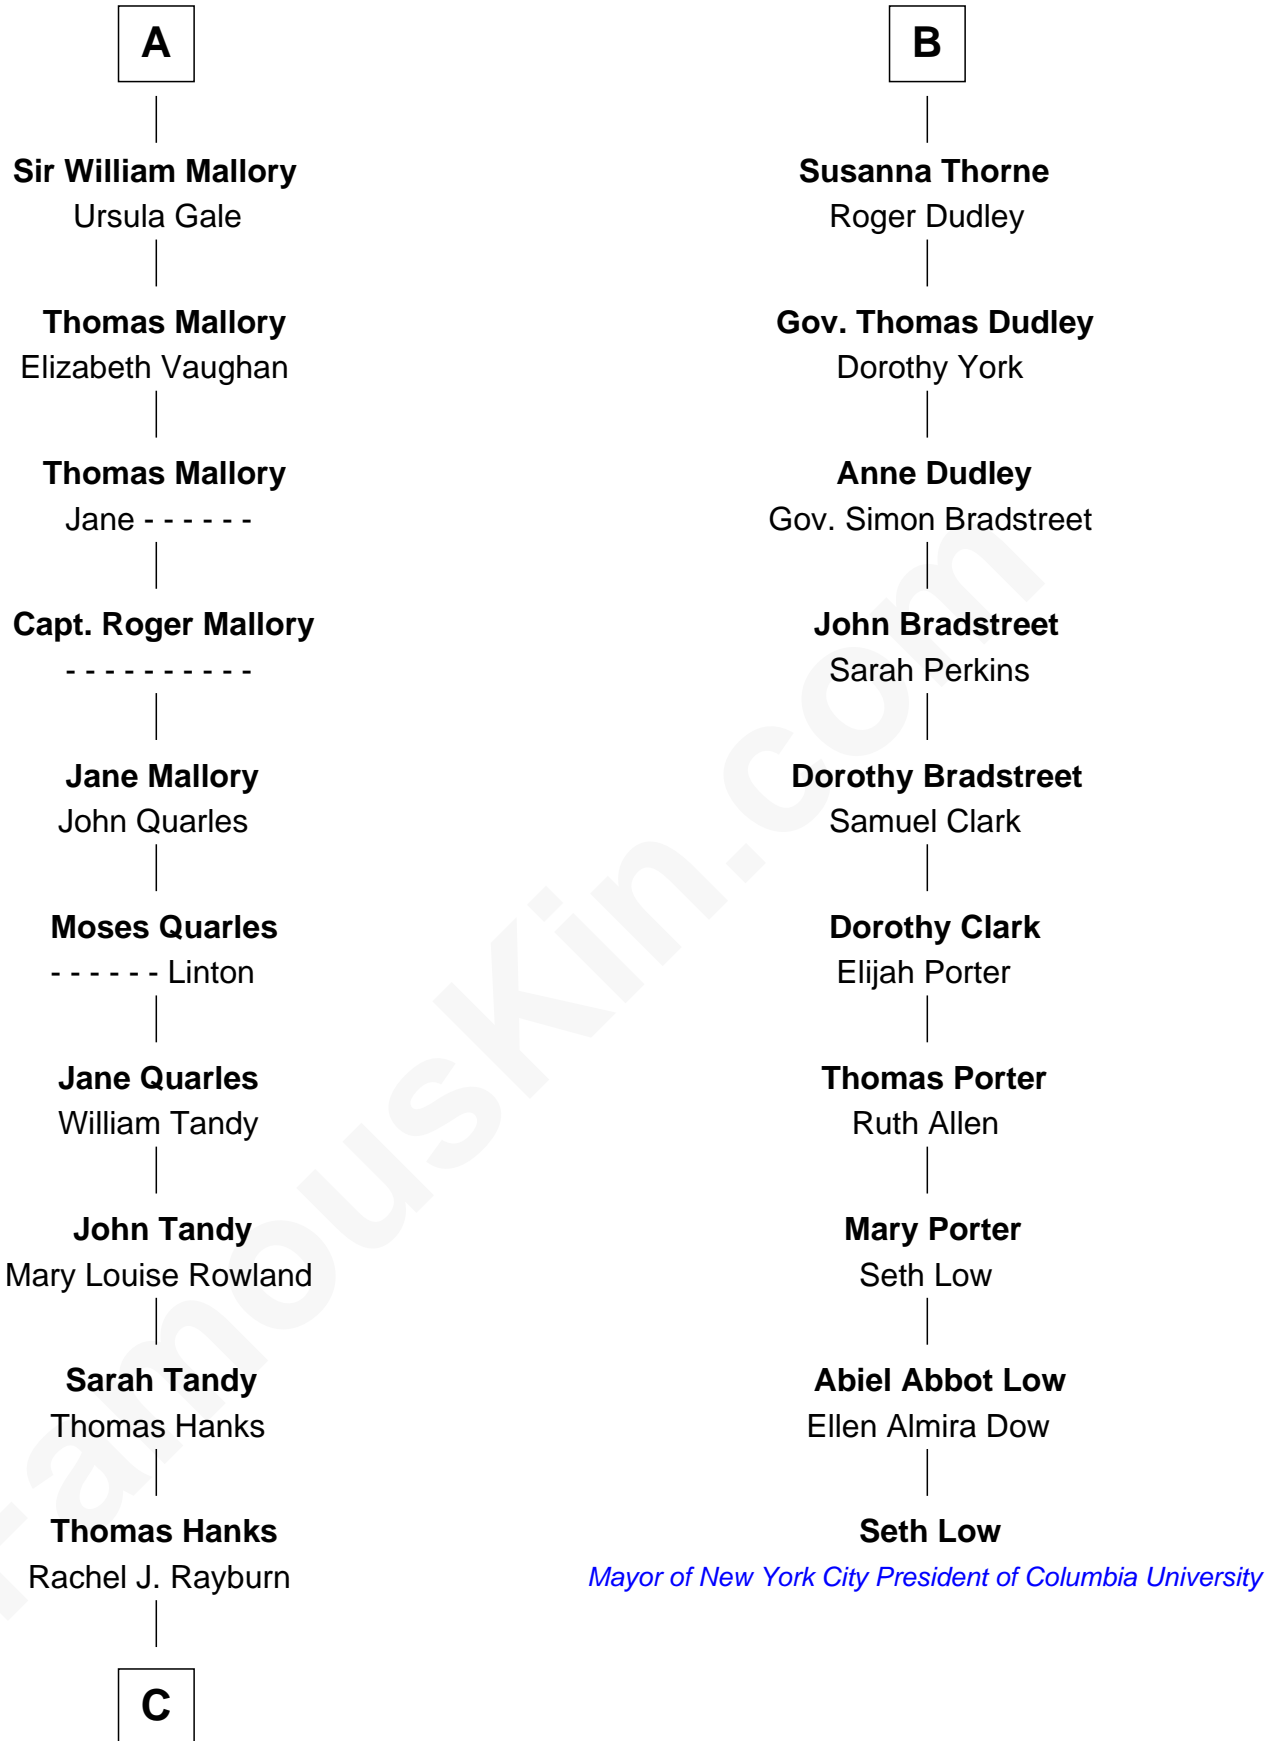 A
Sir William Mallory
Ursula Gale
Thomas Mallory
Elizabeth Vaughan
Thomas Mallory
Jane - - - - - -
Capt. Roger Mallory
- - - - - - - - - -
Jane Mallory
John Quarles
Moses Quarles
- - - - - - Linton
Jane Quarles
William Tandy
John Tandy
Mary Louise Rowland
Sarah Tandy
Thomas Hanks
Thomas Hanks
Rachel J. Rayburn
C
B
Susanna Thorne
Roger Dudley
Gov. Thomas Dudley
Dorothy York
Anne Dudley
Gov. Simon Bradstreet
John Bradstreet
Sarah Perkins
Dorothy Bradstreet
Samuel Clark
Dorothy Clark
Elijah Porter
Thomas Porter
Ruth Allen
Mary Porter
Seth Low
Abiel Abbot Low
Ellen Almira Dow
Seth Low
Mayor of New York City President of Columbia University
FamousKin.com